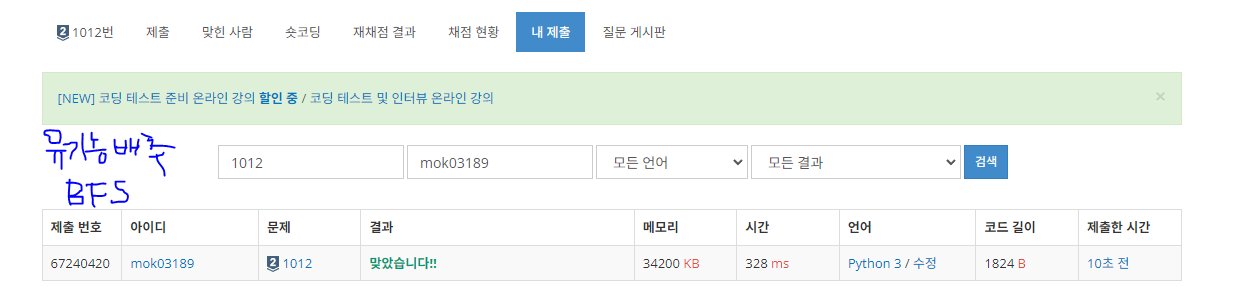 2 1012번 제출 맞힌 사람 숏코딩 재채점 결과 채점 현황 내 제출 질문 게시판
[NEW] 코딩 테스트 준비 온라인 강의 할인 중 / 코딩 테스트 및 인터뷰 온라인 강의 ×
뮤기농배추
BFS
1012 mok03189 모든 언어 모든 결과 검색
제출 번호 아이디 문제 결과 메모리 시간 언어 코드 길이 제출한 시간
67240420 mok03189 2 1012 맞았습니다!! 34200 KB 328 ms Python 3 / 수정 1824 B 10초 전